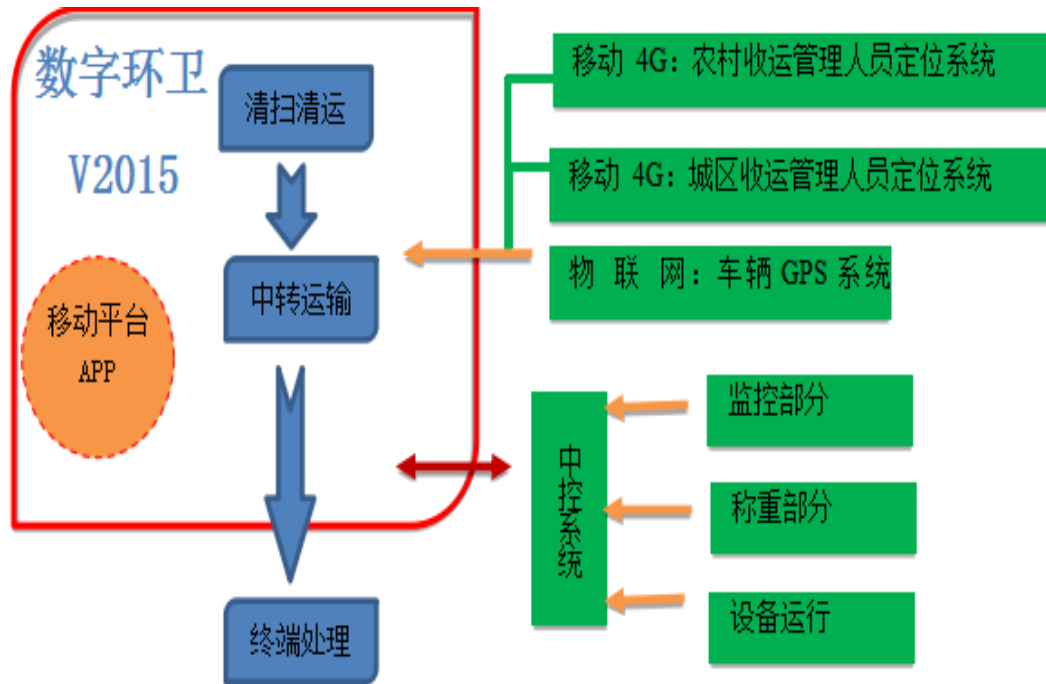 数字环卫
V2015
清扫清运
中转运输
移动平台
APP
终端处理
移动 4G：农村收运管理人员定位系统
移动 4G：城区收运管理人员定位系统
物 联 网：车辆 GPS 系统
中控系统
监控部分
称重部分
设备运行